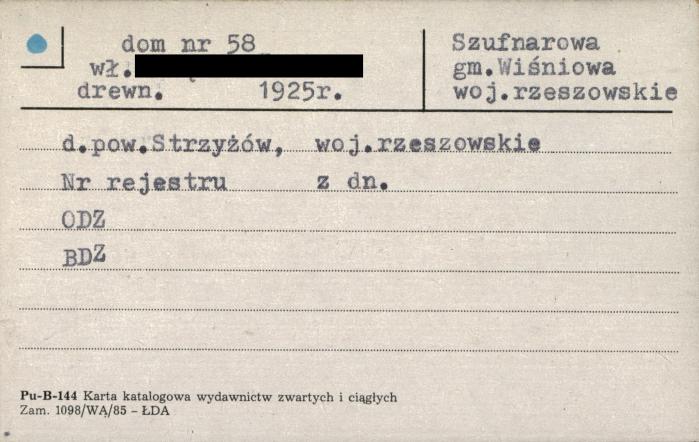 dom nr 58
wł.
drewn. 1925r.
Szufnarowa
gm.Wiśniowa
woj.rzeszowskie
d.pow.Strzyżów, woj.rzeszowskie
Nr rejestru z dn.
ODZ
BDZ
Pu-B-144 Karta katalogowa wydawnictw zwartych i ciągłych
Zam. 1098/WA/85 – ŁDA